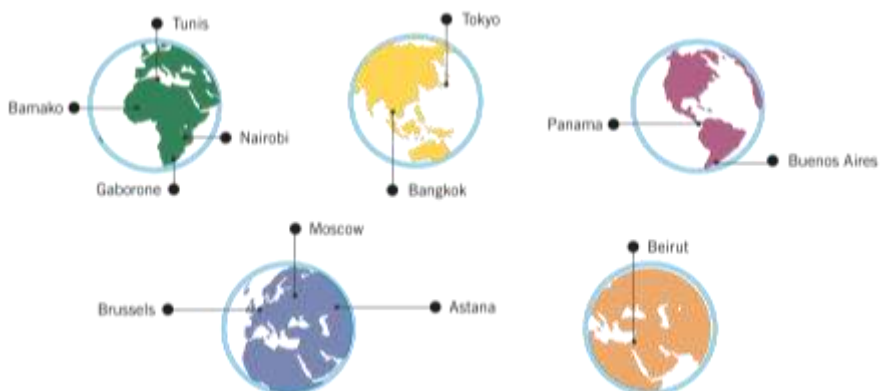 Tunis
Tokyo
Bamako
Panama
Nairobi
Buenos Aires
Gaborone
Bangkok
Moscow
Beirut
Brussels
Astana